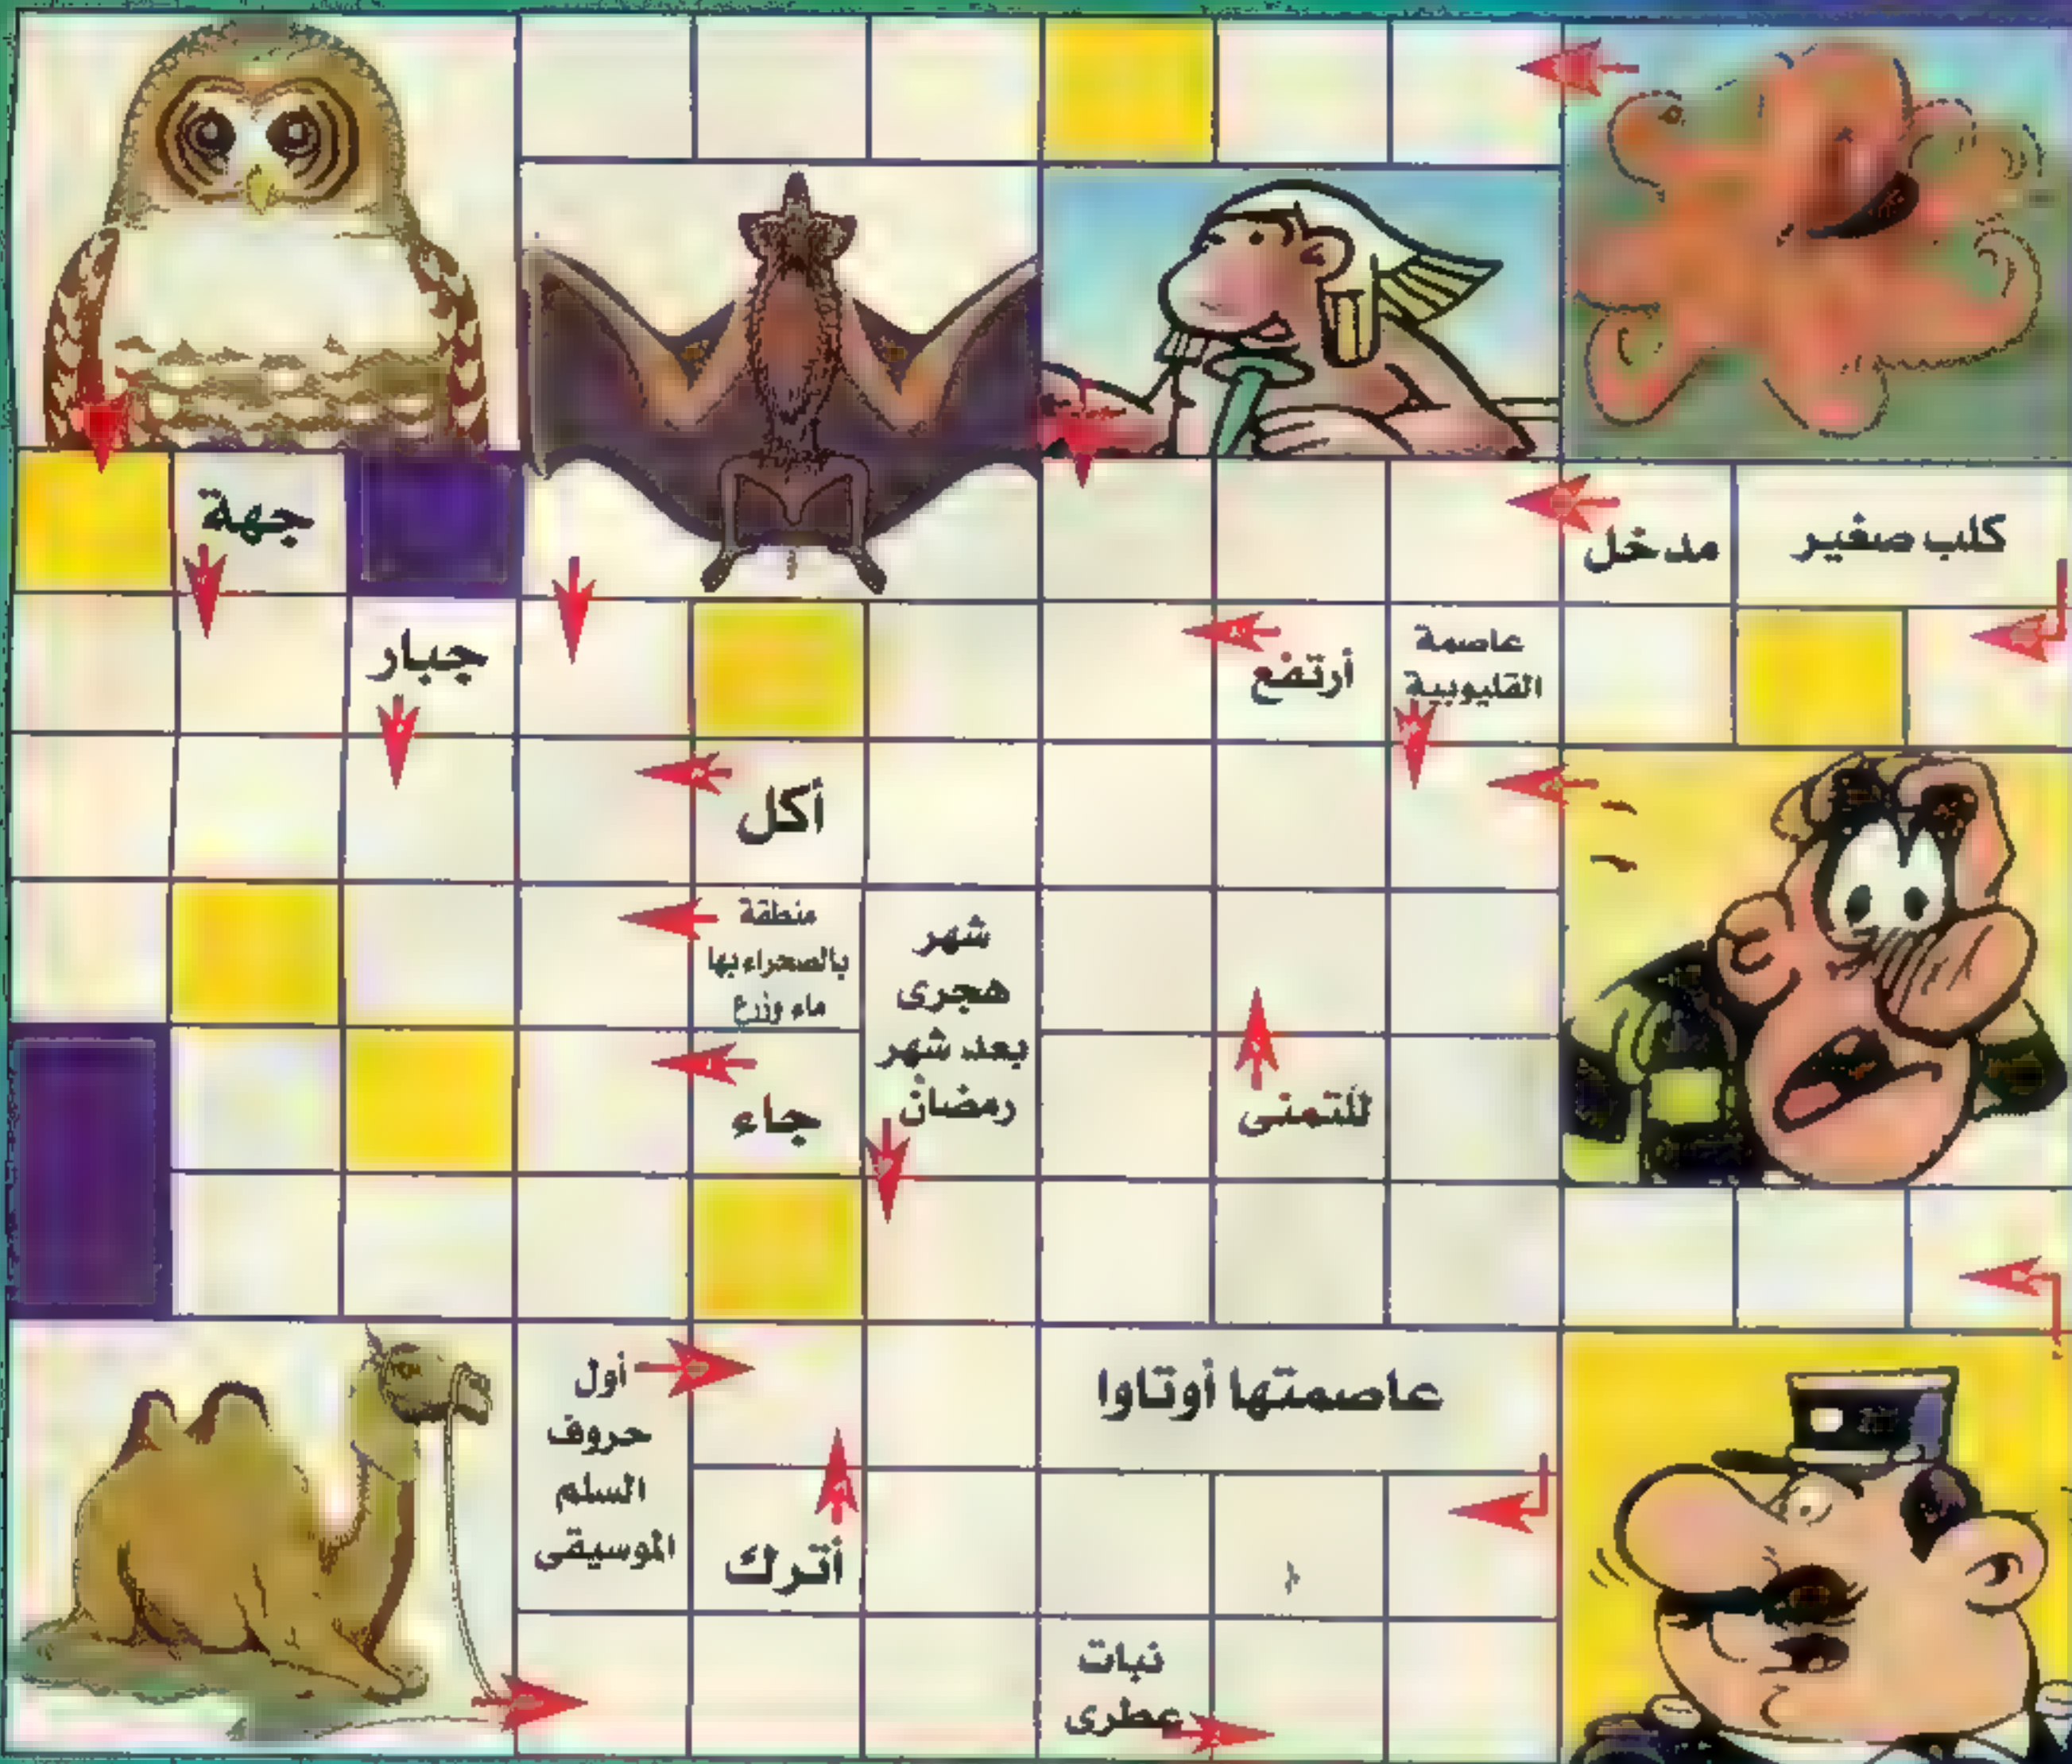 كلب صغير
مدخل
جهة
عاصمة
القليوبية
أرتفع
جبار
أكل
منطقة
بالصحراء بها
ماء وزرع
شهر
هجرى
بعد شهر
رمضان
جاء
للتمنى
عاصمتها أوتاوا
أول
حروف
السلم
الموسيقى
أترك
نبات
عطرى